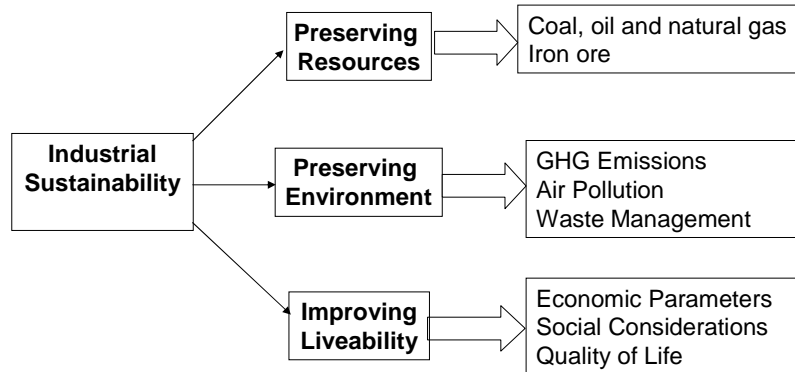 Industrial
Sustainability
Preserving
Resources
Coal, oil and natural gas
Iron ore
Preserving
Environment
GHG Emissions
Air Pollution
Waste Management
Improving
Liveability
Economic Parameters
Social Considerations
Quality of Life